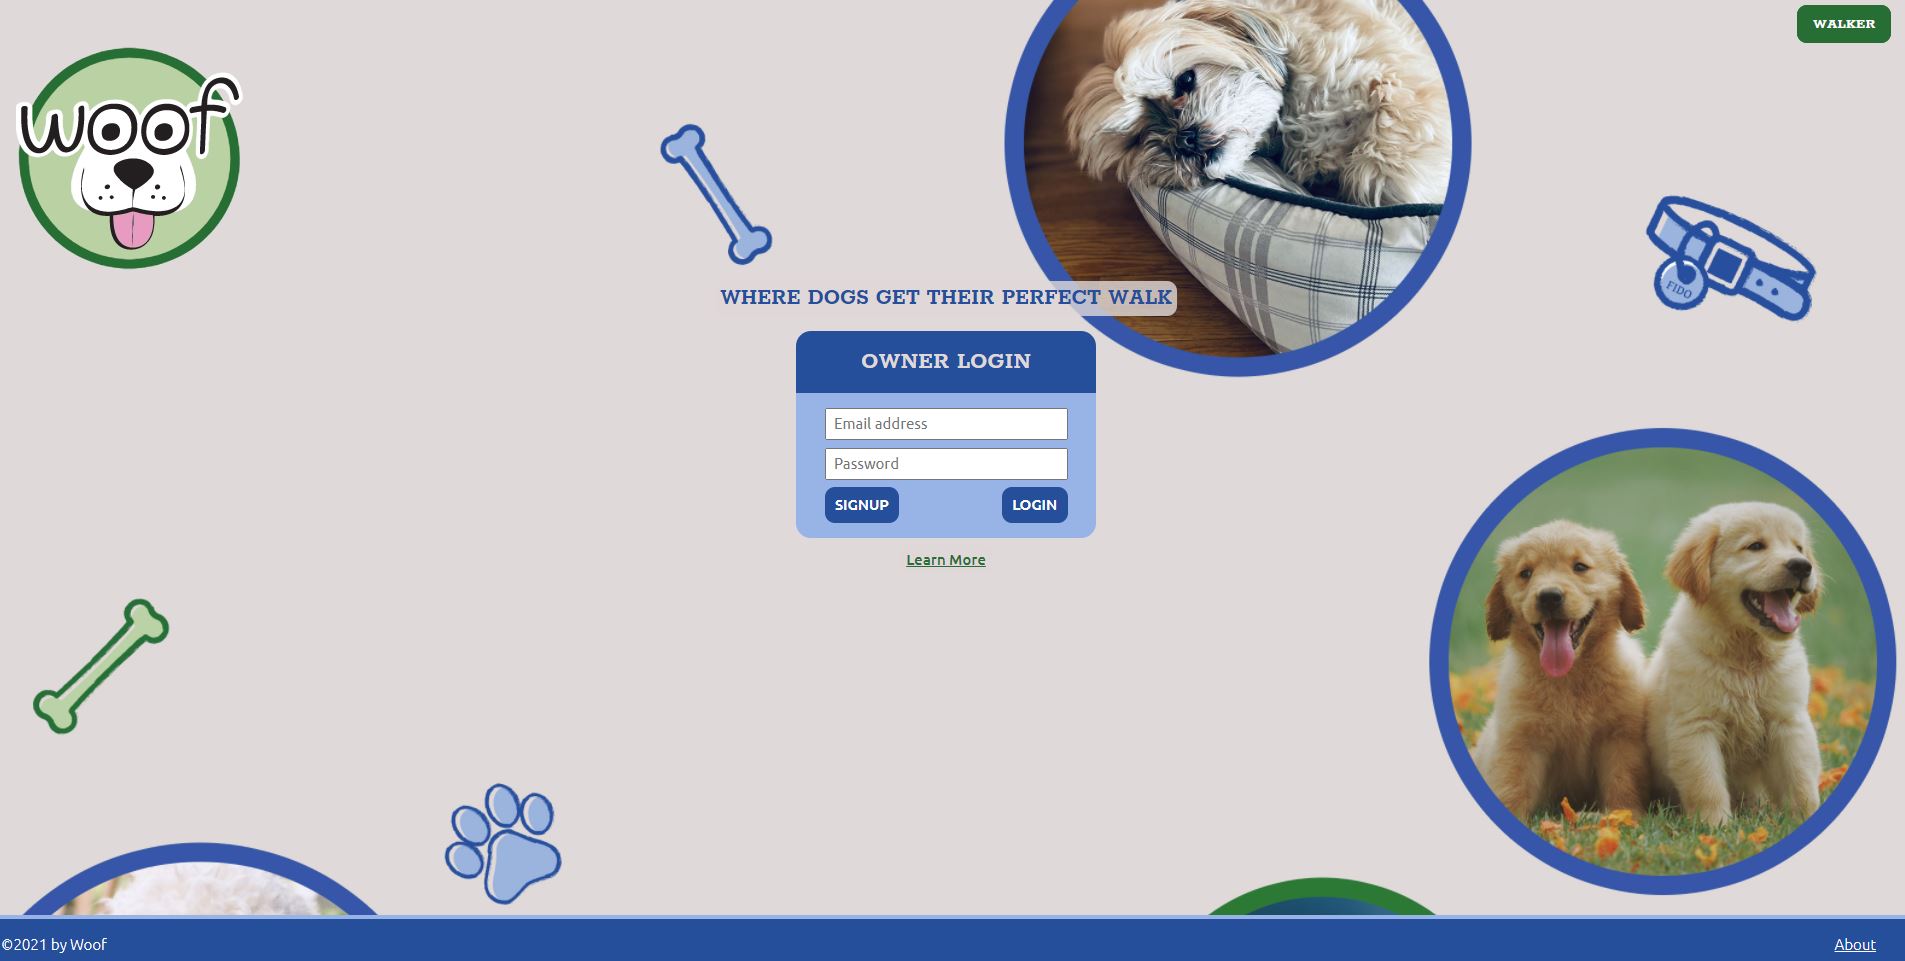 WALKER
woof
FIDO
WHERE DOGS GET THEIR PERFECT WALK
OWNER LOGIN
Email address
Password
SIGNUP
LOGIN
Learn More
©2021 by Woof
About